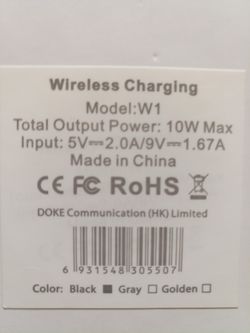 Wireless Charging
Model:W1
Total Output Power: 10W Max
Input: 5V⎓2.0A/9V⎓1.67A
Made in China
CE FC RoHS
DOKE Communication (HK) Limited
6 931548 305507
Color: Black ■ Gray □ Golden □